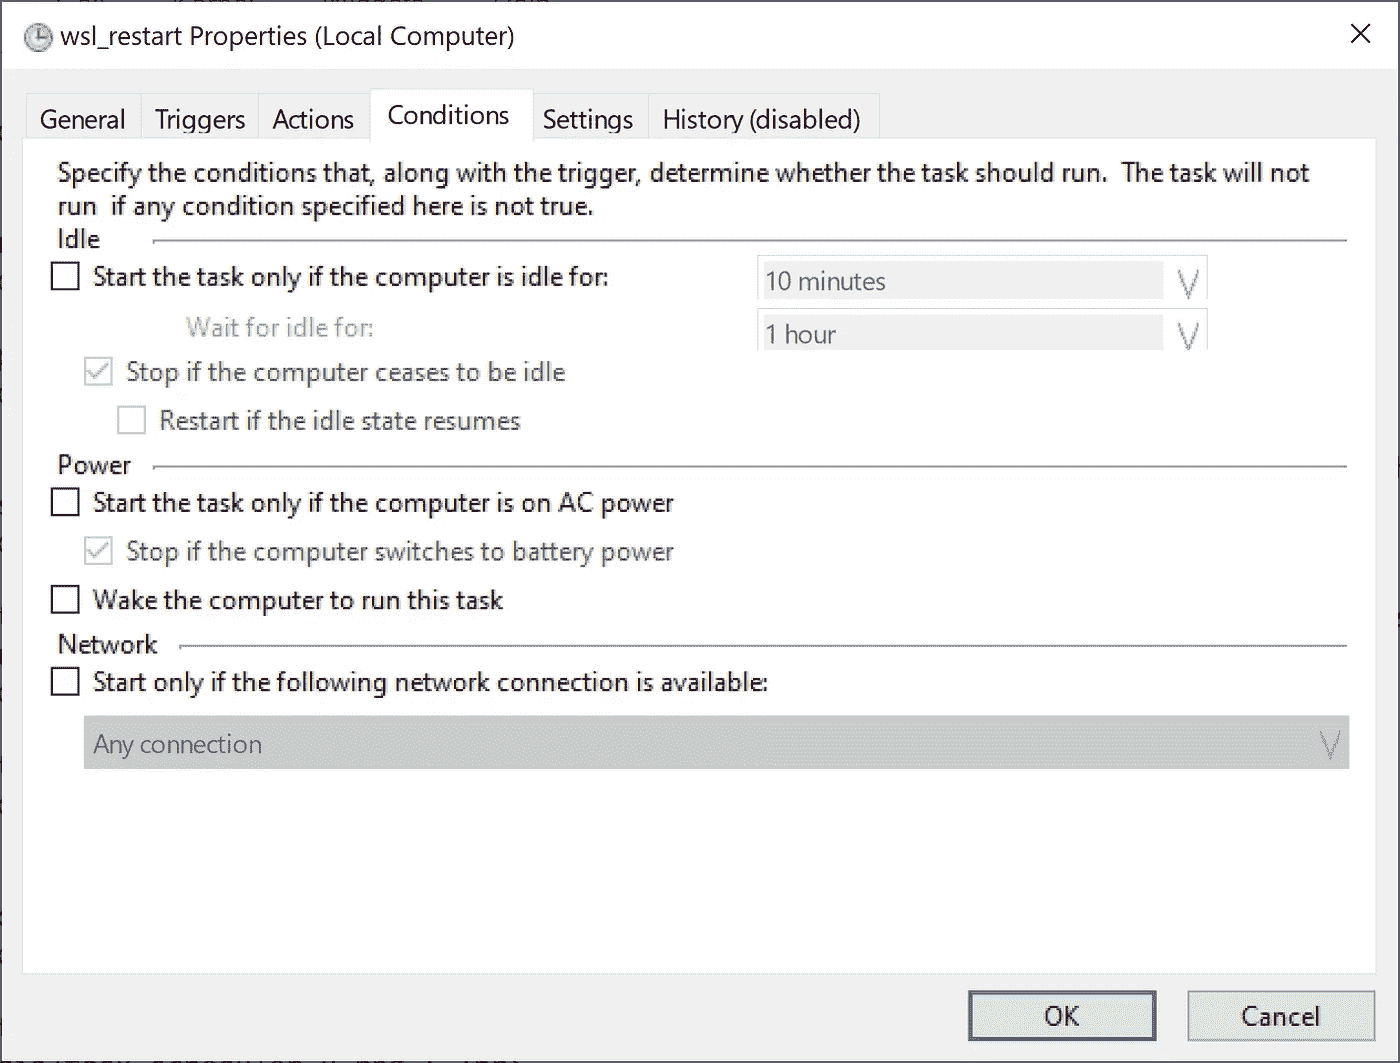 wsl_restart Properties (Local Computer)
General Triggers Actions Conditions Settings History (disabled)
Specify the conditions that, along with the trigger, determine whether the task should run.  The task will not
run  if any condition specified here is not true.
Idle
Start the task only if the computer is idle for: 10 minutes
Wait for idle for: 1 hour
Stop if the computer ceases to be idle
Restart if the idle state resumes
Power
Start the task only if the computer is on AC power
Stop if the computer switches to battery power
Wake the computer to run this task
Network
Start only if the following network connection is available:
Any connection
OK Cancel